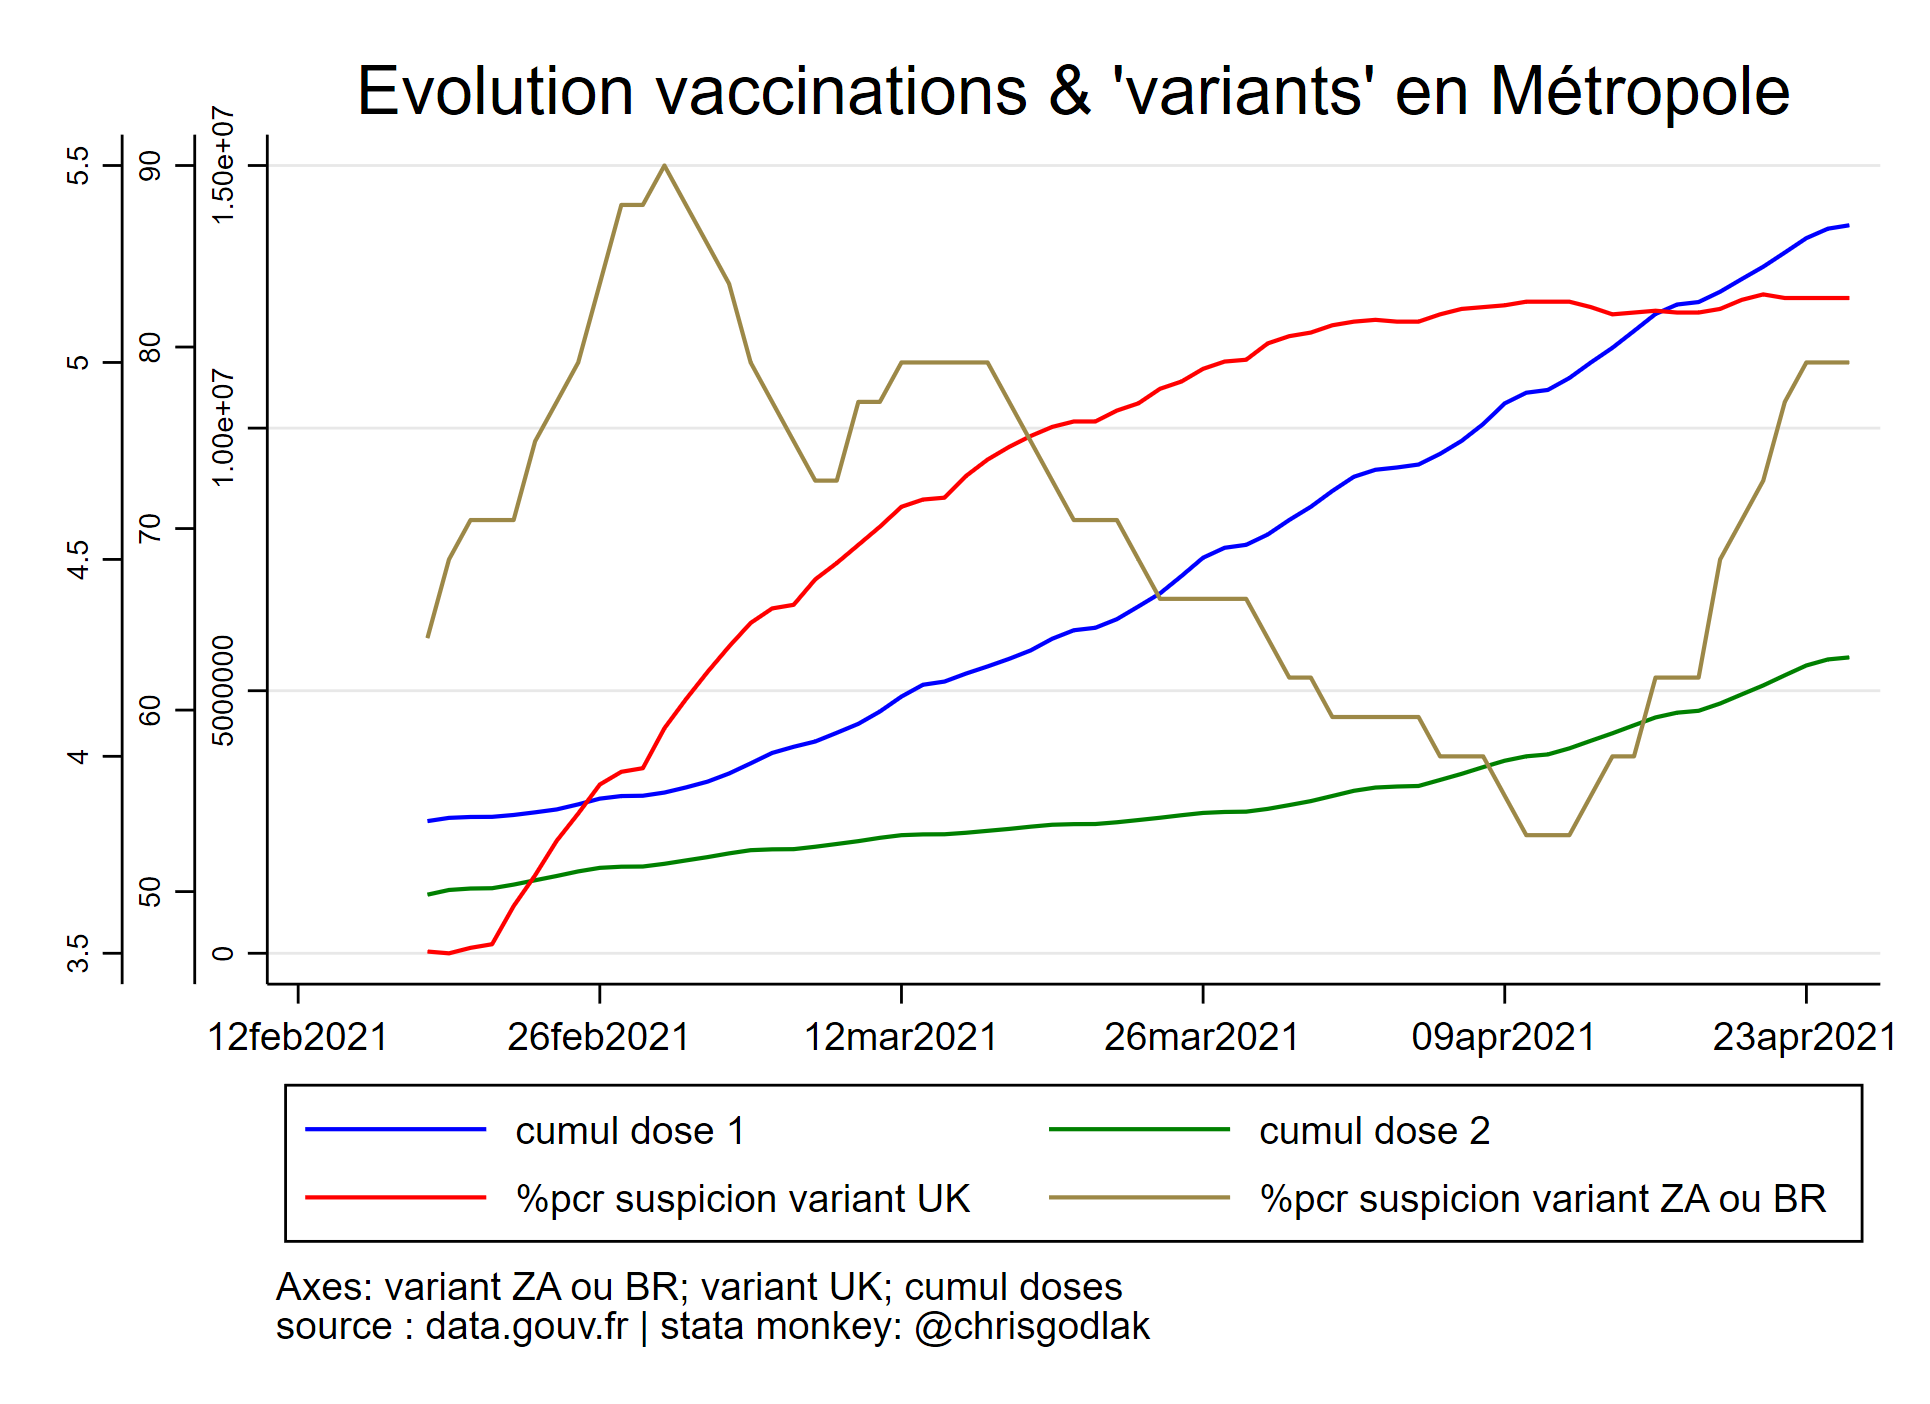 Evolution vaccinations & 'variants' en Métropole
5.5
5
4.5
4
3.5
90
80
70
60
50
1.50e+07
1.00e+07
5000000
0
12feb2021 26feb2021 12mar2021 26mar2021 09apr2021 23apr2021
cumul dose 1 cumul dose 2
%pcr suspicion variant UK %pcr suspicion variant ZA ou BR
Axes: variant ZA ou BR; variant UK; cumul doses
source : data.gouv.fr | stata monkey: @chrisgodlak